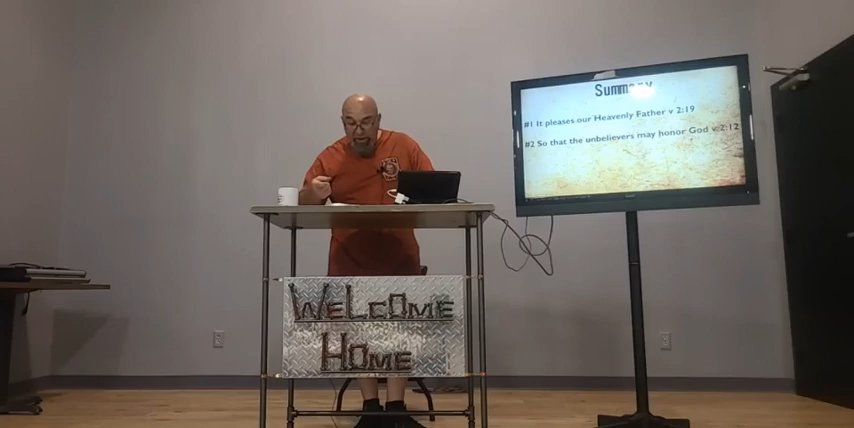 Summary
#1 It pleases our Heavenly Father v 2:19
#2 So that the unbelievers may honor God v. 2:12
WeLcOme
HOme